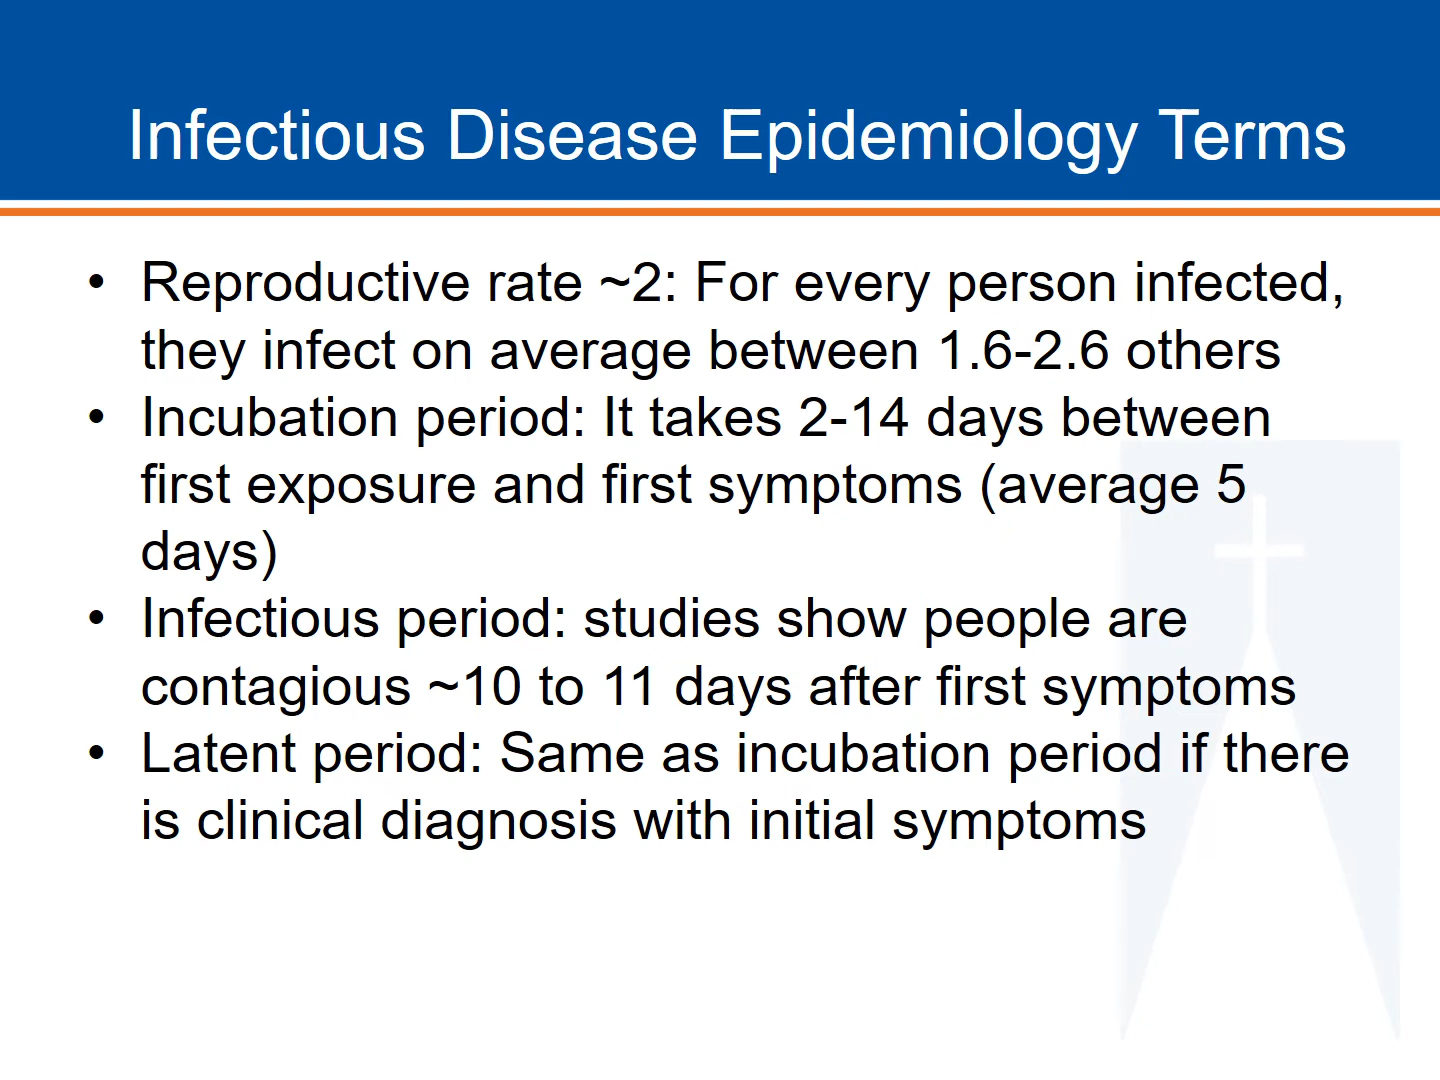 Infectious Disease Epidemiology Terms
• Reproductive rate ~2: For every person infected,
they infect on average between 1.6-2.6 others
• Incubation period: It takes 2-14 days between
first exposure and first symptoms (average 5
days)
• Infectious period: studies show people are
contagious ~10 to 11 days after first symptoms
• Latent period: Same as incubation period if there
is clinical diagnosis with initial symptoms